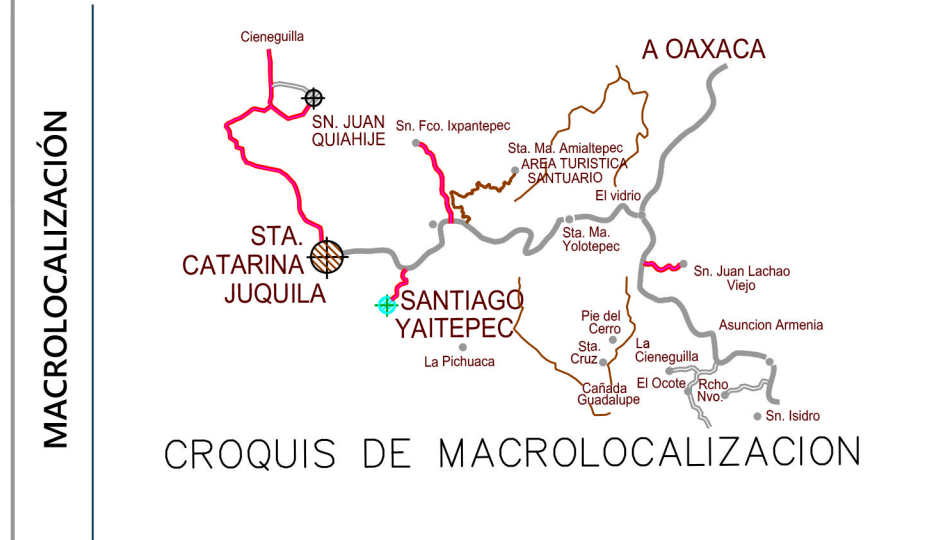 MACROLOCALIZACIÓN
Cieneguilla
A OAXACA
SN. JUAN
QUIAHIJE
Sn. Fco. Ixpantepec
Sta. Ma. Amialtepec
AREA TURISTICA
SANTUARIO
El vidrio
Sta. Ma.
Yolotepec
STA.
CATARINA
JUQUILA
SANTIAGO
YAITEPEC
Sn. Juan Lachao
Viejo
La Pichuaca
Pie del
Cerro
Sta.
Cruz
Asuncion Armenia
La
Cieneguilla
El Ocote
Rcho
Nvo.
Cañada
Guadalupe
Sn. Isidro
CROQUIS DE MACROLOCALIZACION